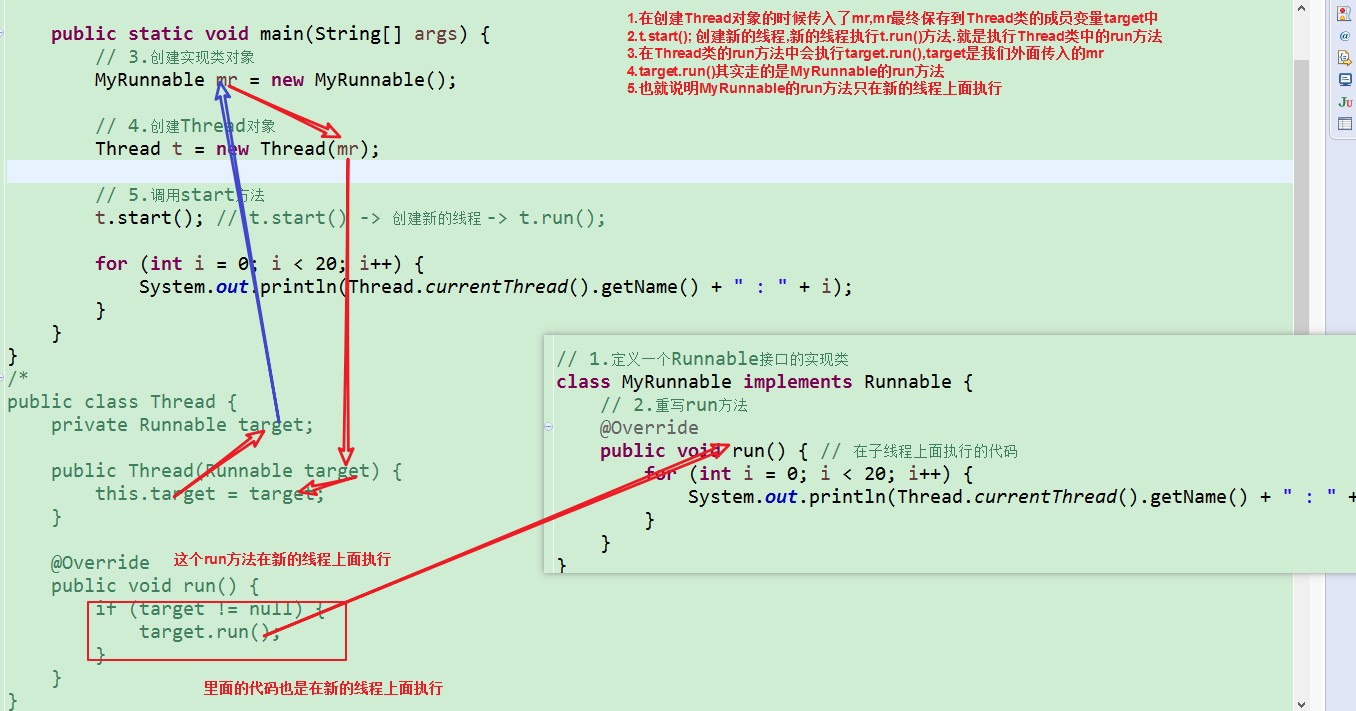 public static void main(String[] args) {
// 3.创建实现类对象
MyRunnable mr = new MyRunnable();
// 4.创建Thread对象
Thread t = new Thread(mr);
// 5.调用start方法
t.start(); // t.start() -> 创建新的线程 -> t.run();
for (int i = 0; i < 20; i++) {
System.out.println(Thread.currentThread().getName() + " : " + i);
}
}
}
/*
public class Thread {
private Runnable target;
public Thread(Runnable target) {
this.target = target;
}
@Override
这个run方法在新的线程上面执行
public void run() {
if (target != null) {
target.run();
}
}
里面的代码也是在新的线程上面执行
}
1.在创建Thread对象的时候传入了mr,mr最终保存到Thread类的成员变量target中
2.t.start(); 创建新的线程,新的线程执行t.run()方法.就是执行Thread类中的run方法
3.在Thread类的run方法中会执行target.run(),target是我们外面传入的mr
4.target.run()其实走的是MyRunnable的run方法
5.也就说明MyRunnable的run方法只在新的线程上面执行
// 1.定义一个Runnable接口的实现类
class MyRunnable implements Runnable {
// 2.重写run方法
@Override
public void run() { // 在子线程上面执行的代码
for (int i = 0; i < 20; i++) {
System.out.println(Thread.currentThread().getName() + " : " +
}
}
}
@
Ju